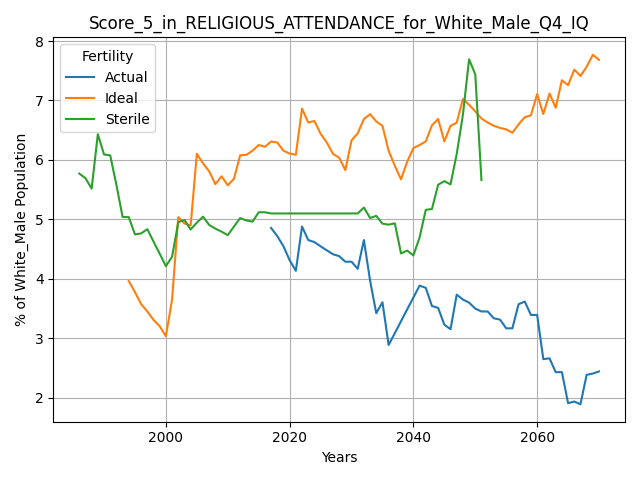 Score_5_in_RELIGIOUS_ATTENDANCE_for_White_Male_Q4_IQ
Fertility
Actual
Ideal
Sterile
% of White_Male Population
8
7
6
5
4
3
2
2000 2020 2040 2060
Years